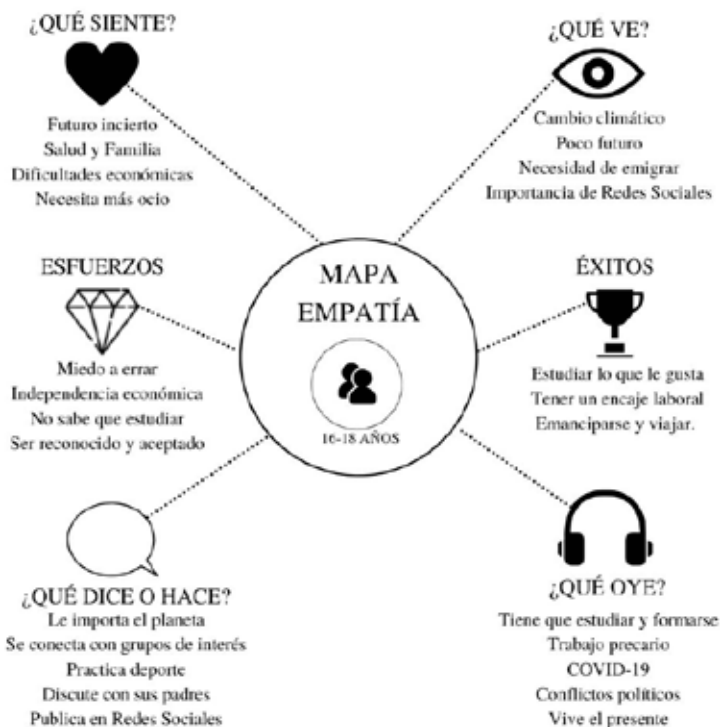 ¿QUÉ SIENTE?
Futuro incierto
Salud y Familia
Dificultades económicas
Necesita más ocio
¿QUÉ VE?
Cambio climático
Poco futuro
Necesidad de emigrar
Importancia de Redes Sociales
ESFUERZOS
Miedo a errar
Independencia económica
No sabe que estudiar
Ser reconocido y aceptado
MAPA
EMPATÍA
16-18 AÑOS
ÉXITOS
Estudiar lo que le gusta
Tener un encaje laboral
Emanciparse y viajar.
¿QUÉ DICE O HACE?
Le importa el planeta
Se conecta con grupos de interés
Practica deporte
Discute con sus padres
Publica en Redes Sociales
¿QUÉ OYE?
Tiene que estudiar y formarse
Trabajo precario
COVID-19
Conflictos políticos
Vive el presente